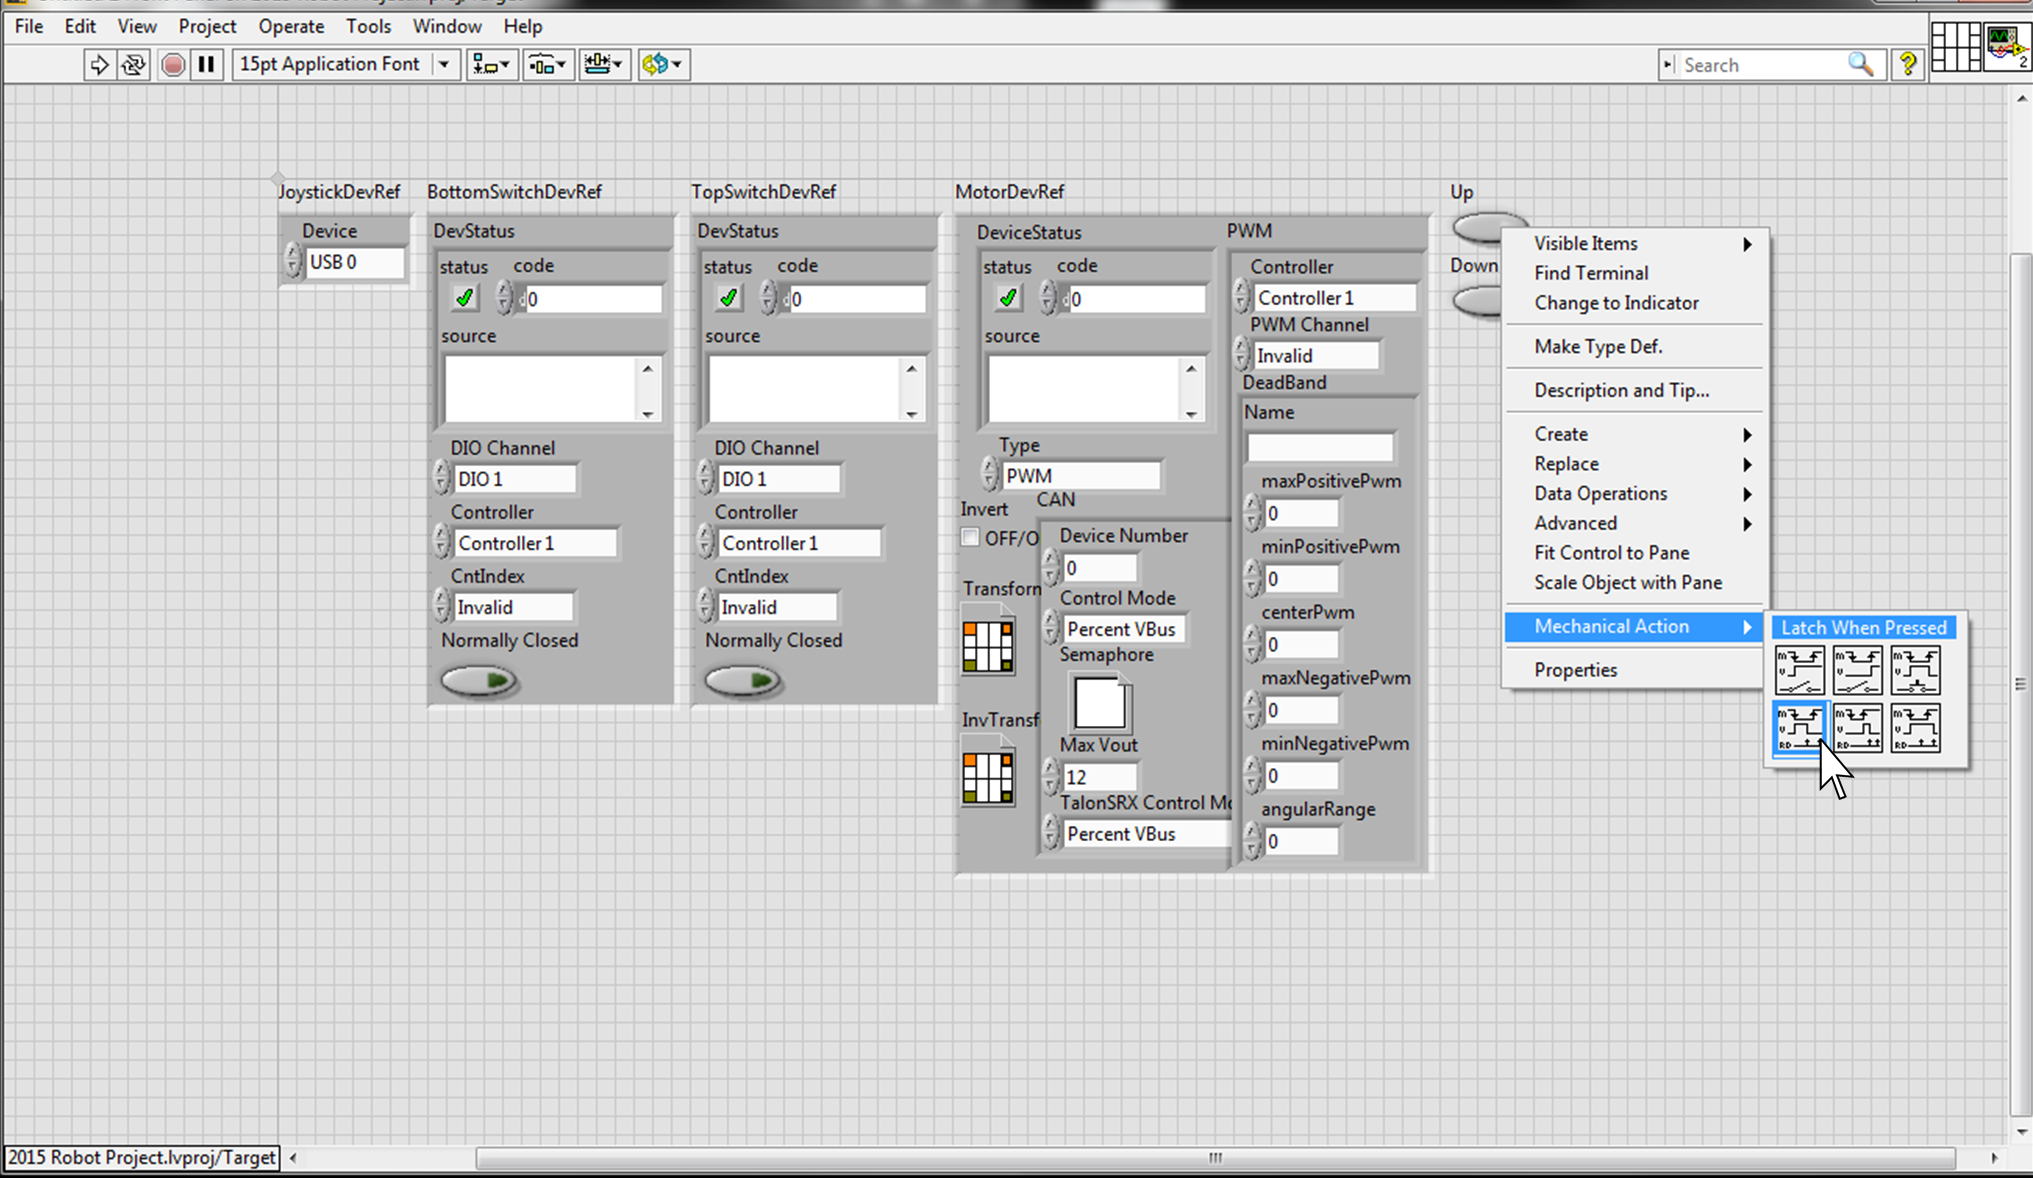 File Edit View Project Operate Tools Window Help
15pt Application Font
Search
2
JoystickDevRef
Device
USB 0
BottomSwitchDevRef
DevStatus
status code
0
source
DIO Channel
DIO 1
Controller
Controller 1
CntIndex
Invalid
Normally Closed
TopSwitchDevRef
DevStatus
status code
0
source
DIO Channel
DIO 1
Controller
Controller 1
CntIndex
Invalid
Normally Closed
MotorDevRef
DeviceStatus
status code
0
source
Type
PWM
Invert
OFF/O
Transform
InvTransf
CAN
Device Number
0
Control Mode
Percent VBus
Semaphore
Max Vout
12
TalonSRX Control Mo
Percent VBus
PWM
Controller
Controller 1
PWM Channel
Invalid
DeadBand
Name
maxPositivePwm
0
minPositivePwm
0
centerPwm
0
maxNegativePwm
0
minNegativePwm
0
angularRange
0
Up
Down
Visible Items
Find Terminal
Change to Indicator
Make Type Def.
Description and Tip...
Create
Replace
Data Operations
Advanced
Fit Control to Pane
Scale Object with Pane
Mechanical Action
Properties
Latch When Pressed
m m m
v v v
m m m
v v v
RD RD RD
2015 Robot Project.lvproj/Target